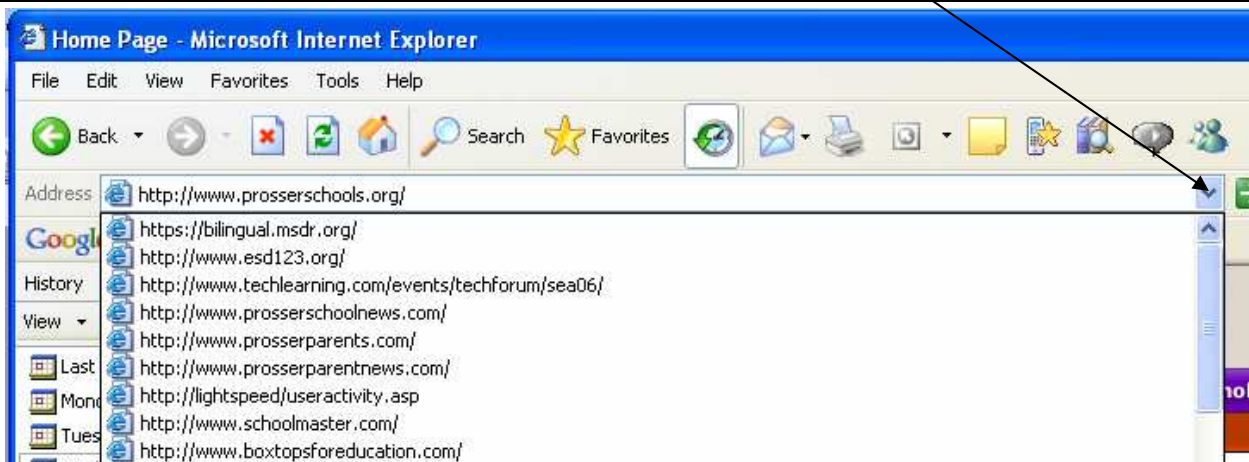 Home Page - Microsoft Internet Explorer
File Edit View Favorites Tools Help
Back Search Favorites
Address http://www.prosserschools.org/
https://bilingual.msdr.org/
Googl
http://www.esd123.org/
History http://www.techlearning.com/events/techforum/sea06/
http://www.prosserschoolnews.com/
View
http://www.prosserparents.com/
Last http://www.prosserparentnews.com/
Mon http://lightspeed/useractivity.asp
Tues http://www.schoolmaster.com/
http://www.boxtopsforeducation.com/